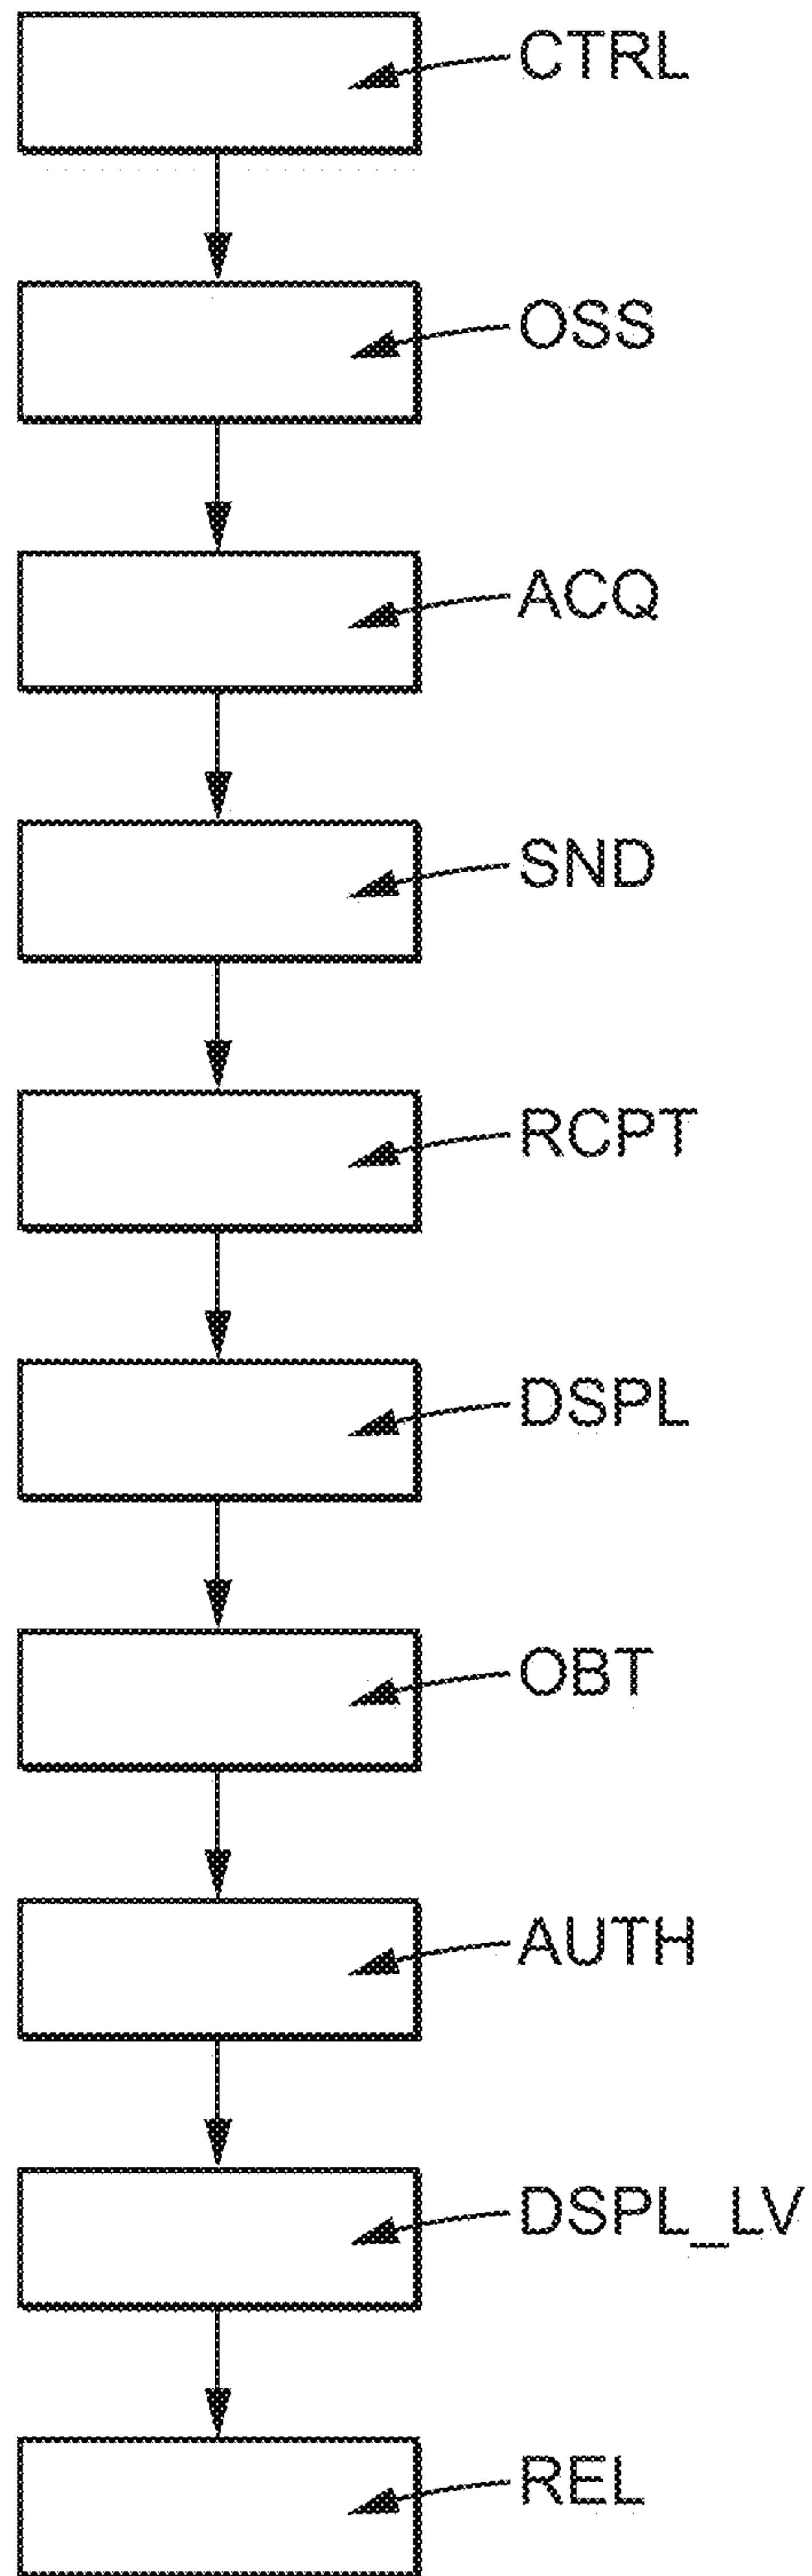 CTRL
OSS
ACQ
SND
RCPT
DSPL
OBT
AUTH
DSPL_LV
REL